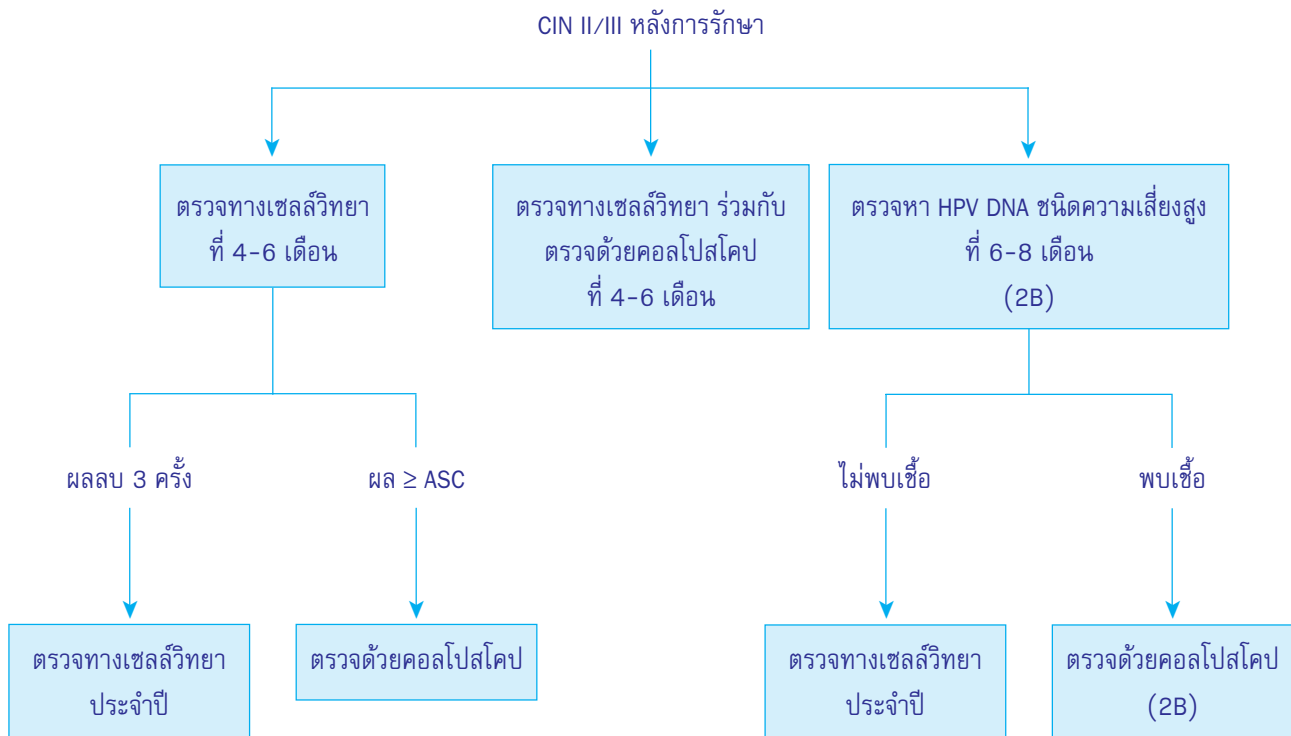 CIN II/III หลังการรักษา
ตรวจทางเซลล์วิทยา
ที่ 4-6 เดือน
ตรวจทางเซลล์วิทยา ร่วมกับ
ตรวจด้วยคอลโปสโคป
ที่ 4-6 เดือน
ตรวจหา HPV DNA ชนิดความเสี่ยงสูง
ที่ 6-8 เดือน
(2B)
ผลลบ 3 ครั้ง
ผล ≥ ASC
ไม่พบเชื้อ
พบเชื้อ
ตรวจทางเซลล์วิทยา
ประจำปี
ตรวจด้วยคอลโปสโคป
ตรวจทางเซลล์วิทยา
ประจำปี
ตรวจด้วยคอลโปสโคป
(2B)